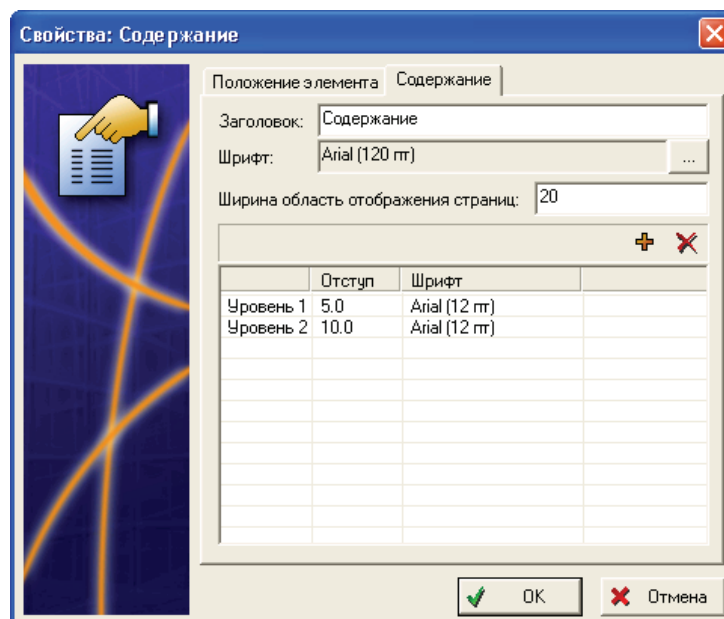 Свойства: Содержание
Положение элемента Содержание
Заголовок: Содержание
Шрифт: Arial (120 пт) ...
Ширина область отображения страниц: 20
Отступ Шрифт
Уровень 1 5.0 Arial (12 пт)
Уровень 2 10.0 Arial (12 пт)
OK Отмена